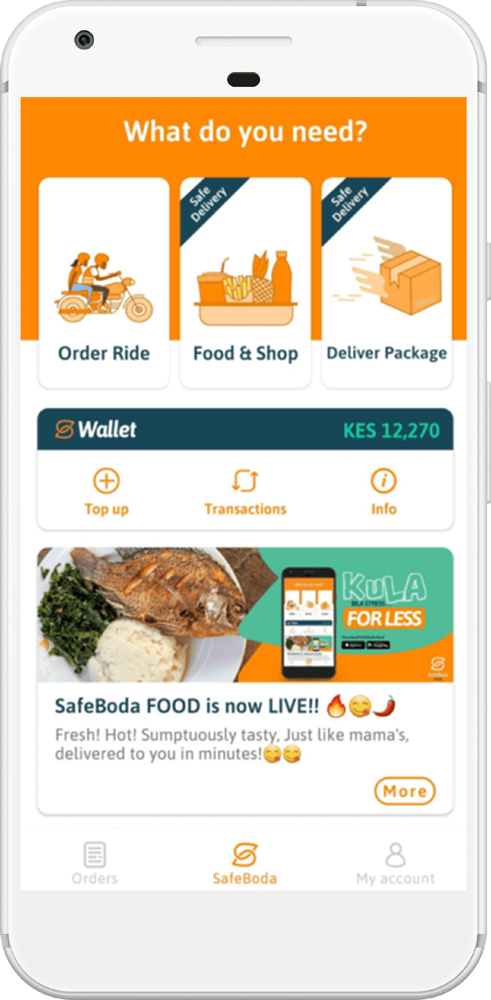 What do you need?
Safe
Delivery
Safe
Delivery
Order Ride
Food & Shop
Deliver Package
Wallet
KES 12,270
Top up
Transactions
Info
KULA
BILA STRESS...
FOR LESS
SafeBoda
SafeBoda FOOD is now LIVE!! 🔥😋🌶️
Fresh! Hot! Sumptuously tasty, Just like mama's,
delivered to you in minutes!😋😋
More
Orders
SafeBoda
My account